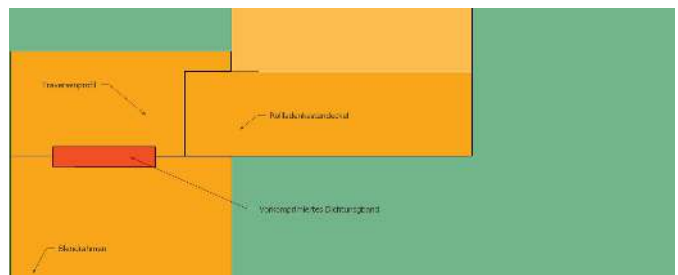 Traversenprofil
Rollladenkastendeckel
Vorkomprimiertes Dichtungsband
Blendrahmen